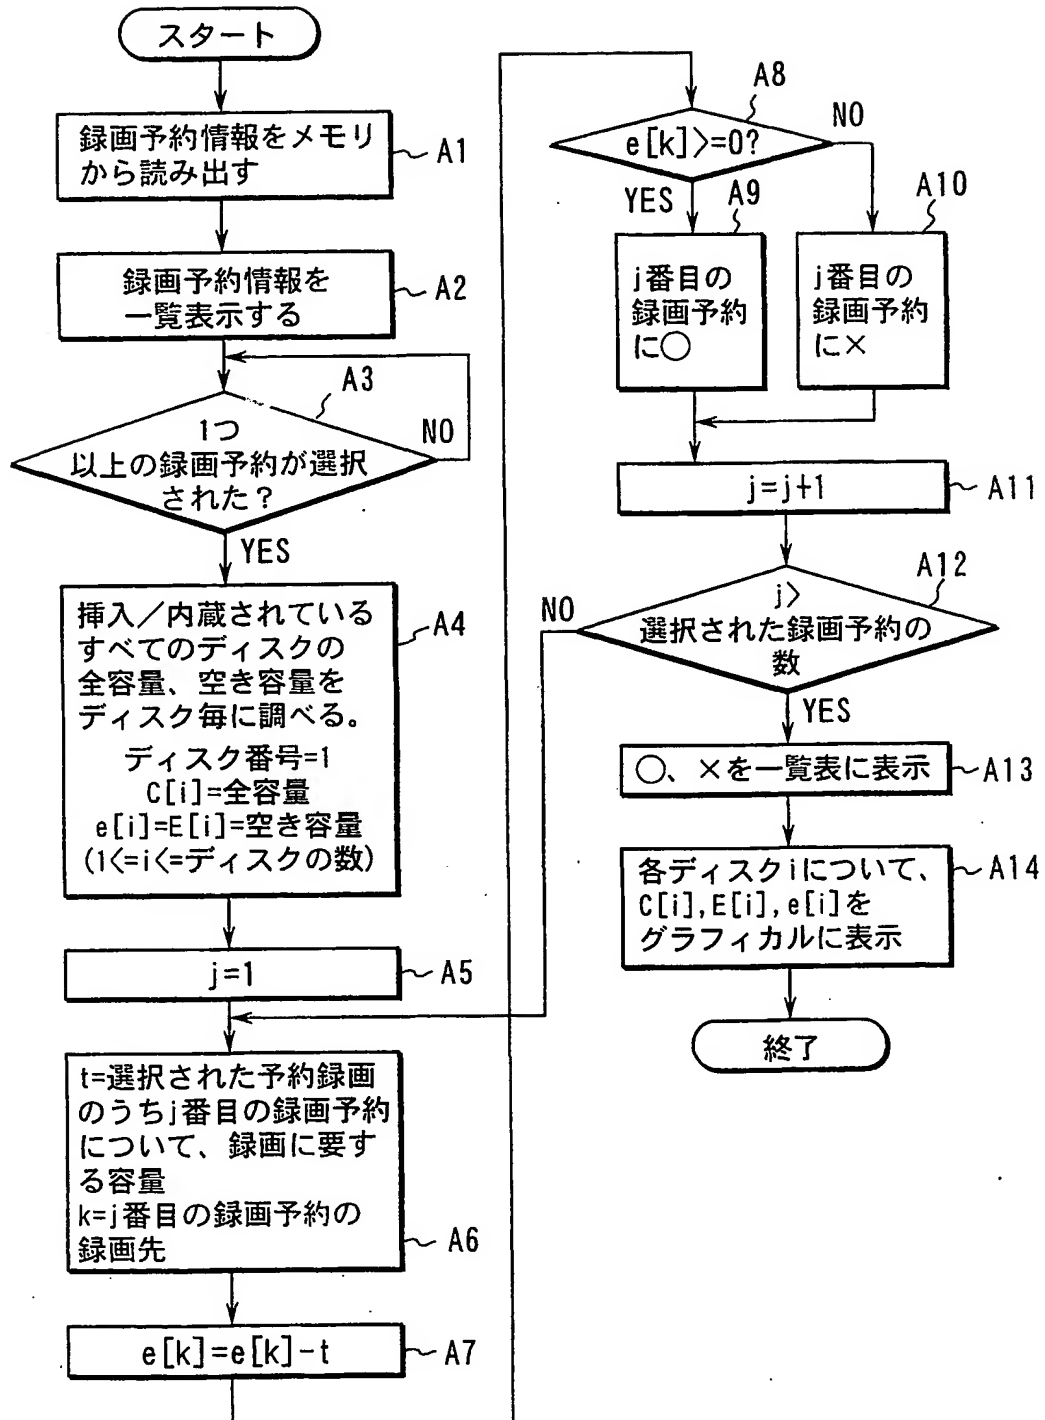 スタート
録画予約情報をメモリ
から読み出す
A1
録画予約情報を
一覧表示する
A2
A3
1つ
以上の録画予約が選択
された?
NO
YES
挿入/内蔵されている
すべてのディスクの
全容量、空き容量を
ディスク毎に調べる。
ディスク番号=1
C[i]=全容量
e[i]=E[i]=空き容量
(1<=i<=ディスクの数)
A4
j=1
A5
t=選択された予約録画
のうちj番目の録画予約
について、録画に要す
る容量
k=j番目の録画予約の
録画先
A6
e[k]=e[k]-t
A7
A8
e[k]>=0?
NO
YES
A9
j番目の
録画予約
に○
A10
j番目の
録画予約
に×
j=j+1
A11
A12
j>
選択された録画予約の
数
NO
YES
○、×を一覧表に表示
A13
各ディスクiについて、
C[i],E[i],e[i]を
グラフィカルに表示
A14
終了